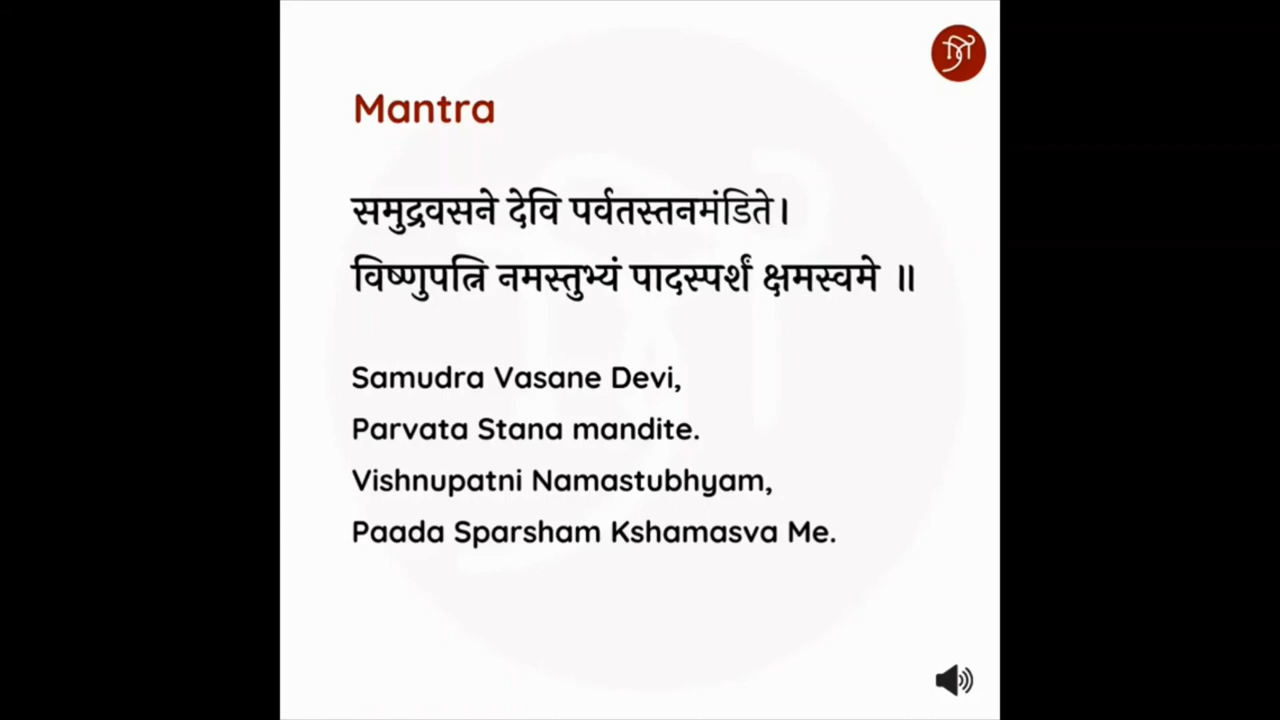 Mantra
समुद्रवसने देवि पर्वतस्तनमंडिते।
विष्णुपत्नि नमस्तुभ्यं पादस्पर्शं क्षमस्वमे ॥
Samudra Vasane Devi,
Parvata Stana mandite.
Vishnupatni Namastubhyam,
Paada Sparsham Kshamasva Me.